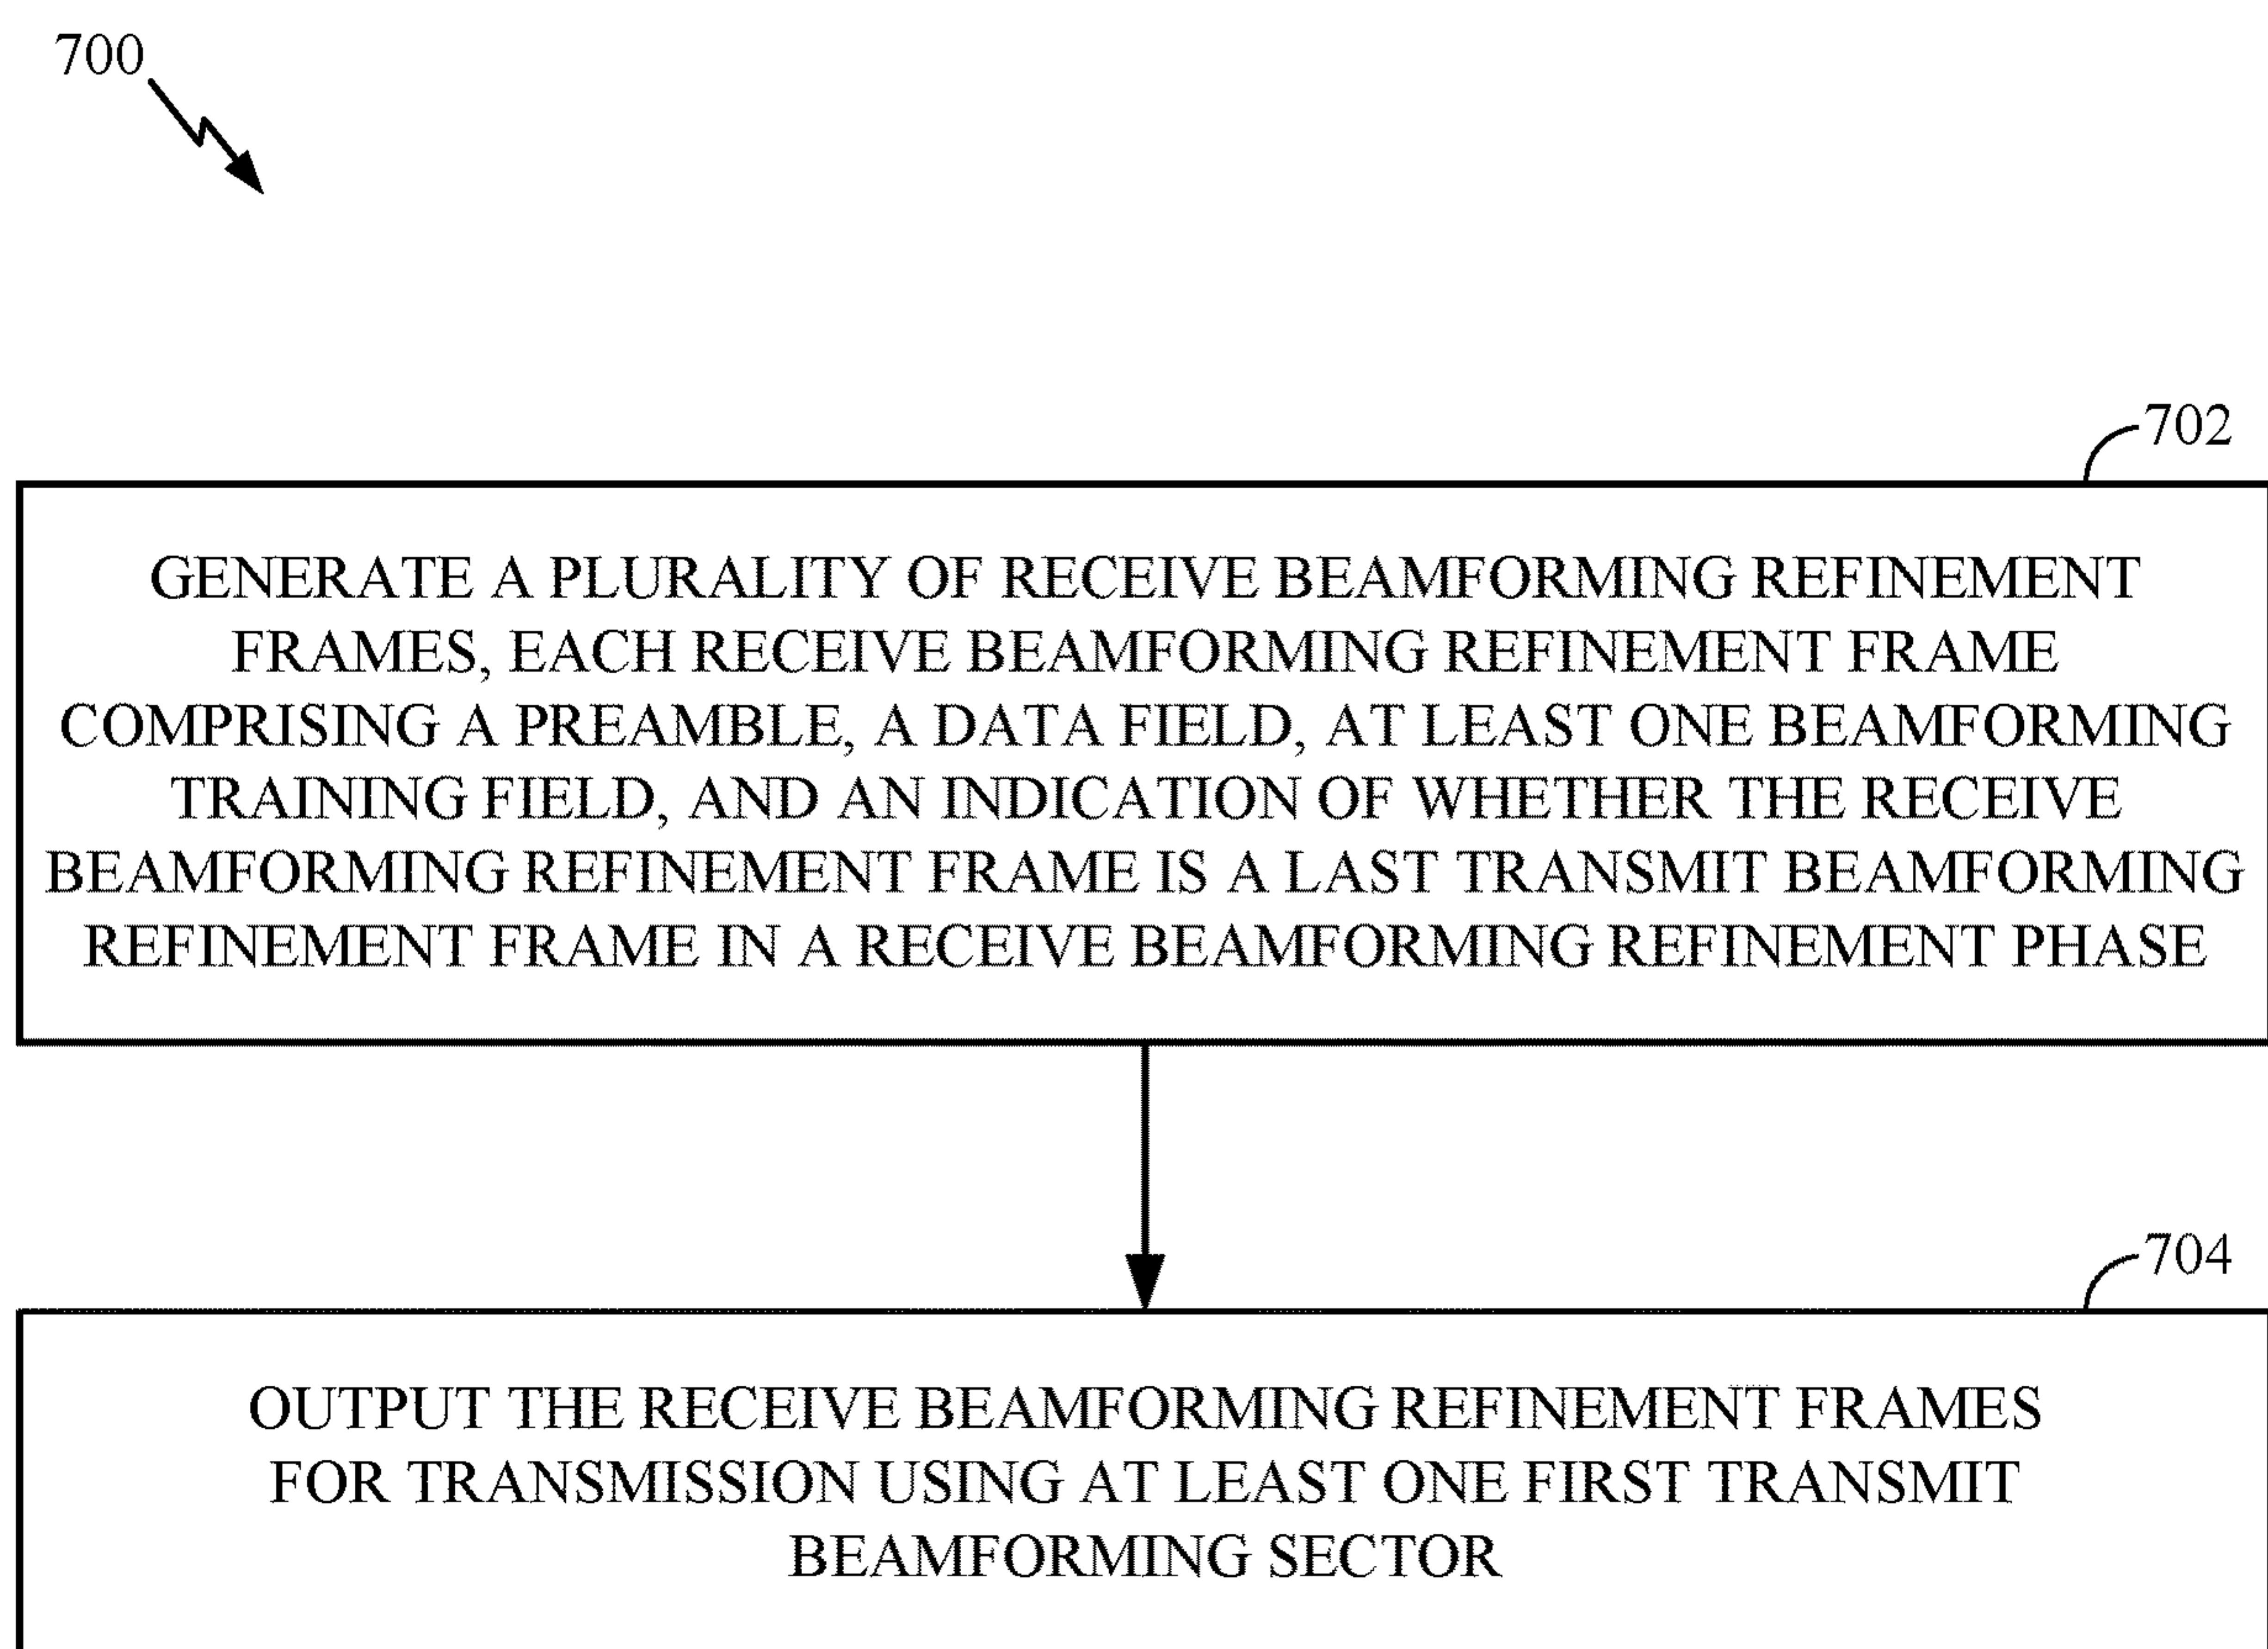 700
702
GENERATE A PLURALITY OF RECEIVE BEAMFORMING REFINEMENT
FRAMES, EACH RECEIVE BEAMFORMING REFINEMENT FRAME
COMPRISING A PREAMBLE, A DATA FIELD, AT LEAST ONE BEAMFORMING
TRAINING FIELD, AND AN INDICATION OF WHETHER THE RECEIVE
BEAMFORMING REFINEMENT FRAME IS A LAST TRANSMIT BEAMFORMING
REFINEMENT FRAME IN A RECEIVE BEAMFORMING REFINEMENT PHASE
704
OUTPUT THE RECEIVE BEAMFORMING REFINEMENT FRAMES
FOR TRANSMISSION USING AT LEAST ONE FIRST TRANSMIT
BEAMFORMING SECTOR